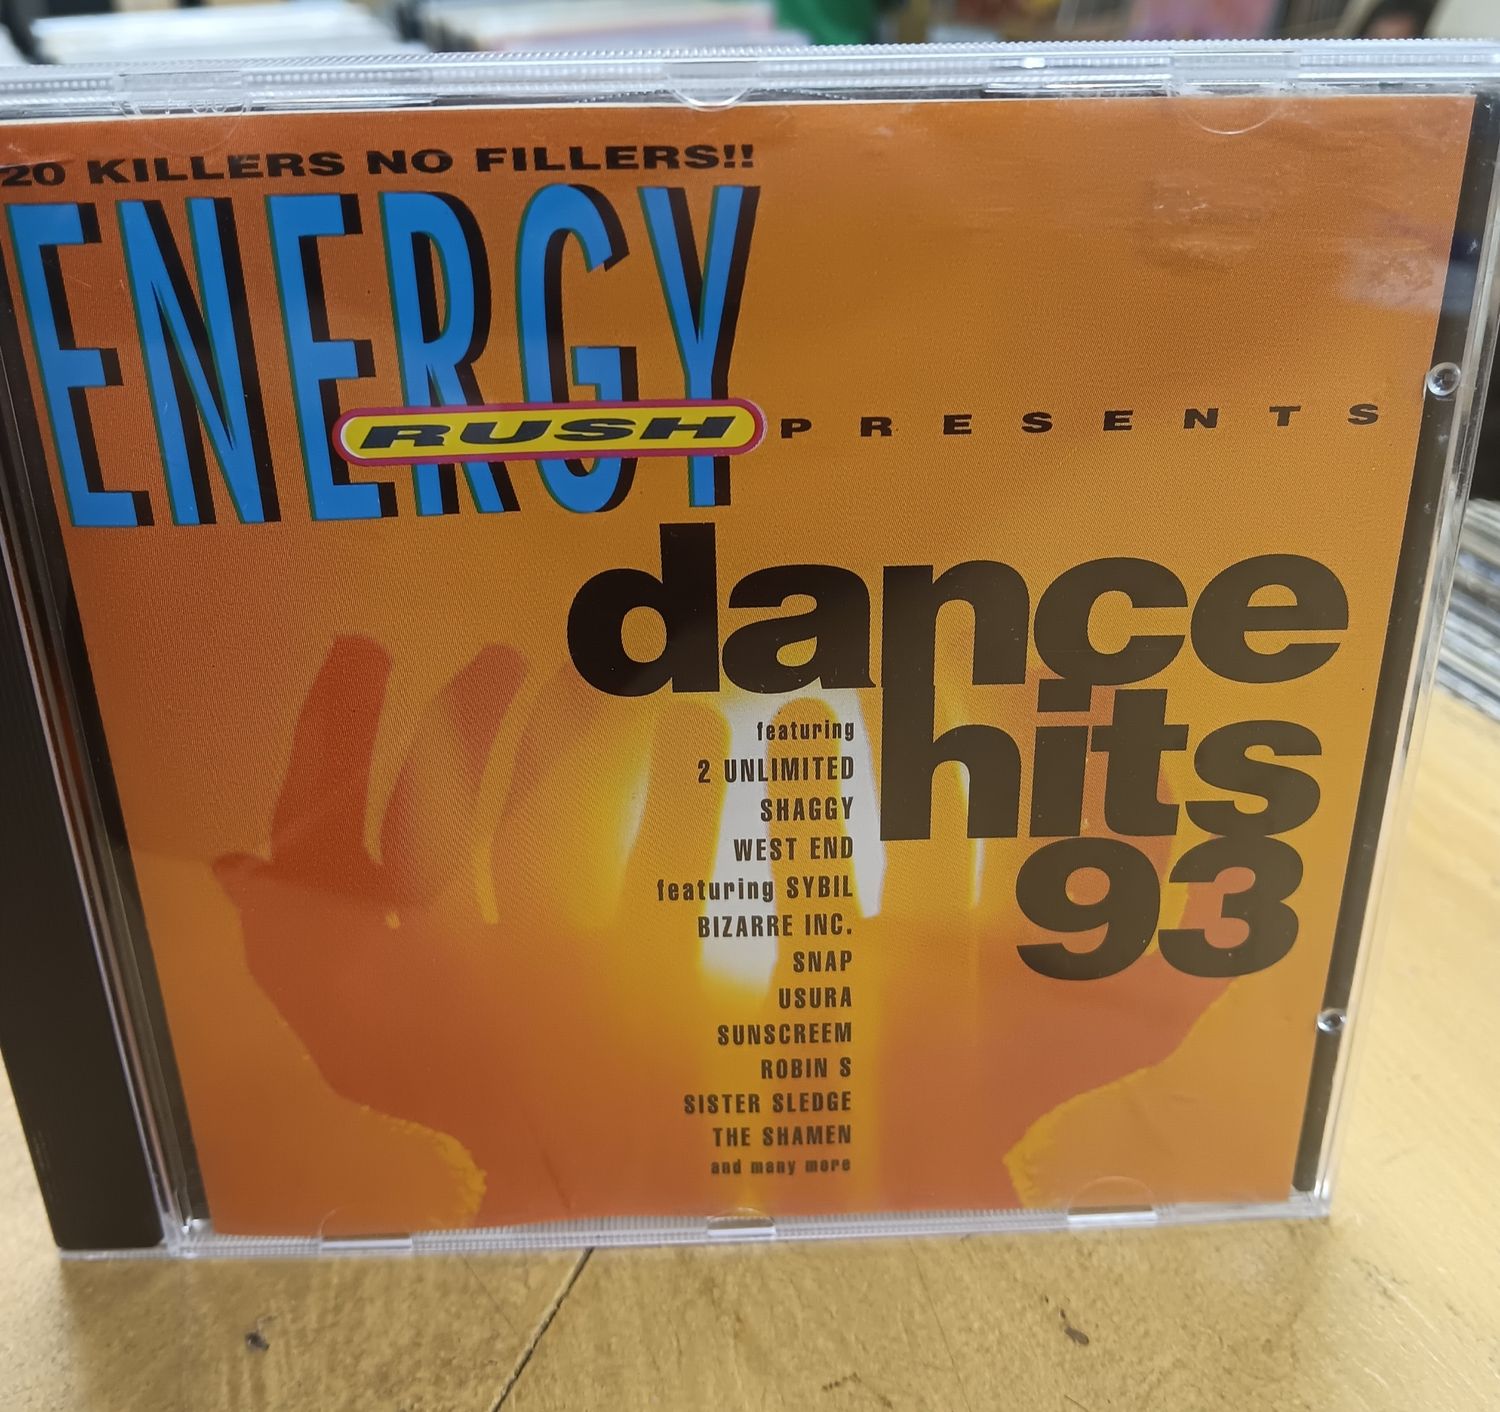 20 KILLERS NO FILLERS!!
ENERGY
RUSH PRESENTS
dance
hits
93
featuring
2 UNLIMITED
SHAGGY
WEST END
featuring SYBIL
BIZARRE INC.
SNAP
USURA
SUNSCREEM
ROBIN S
SISTER SLEDGE
THE SHAMEN
and many more